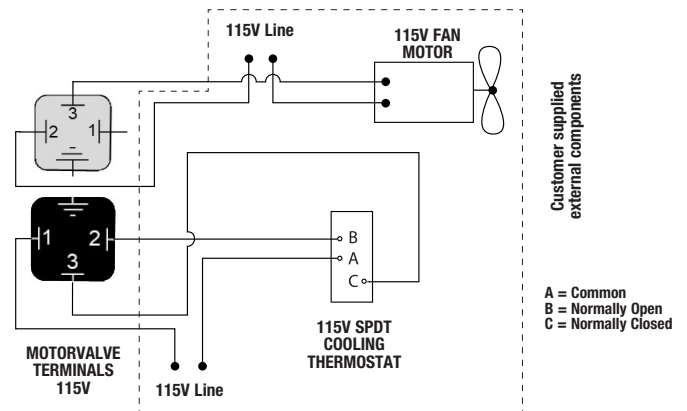 115V Line
115V FAN
MOTOR
3
2
1
1
2
3
B
A
C
115V SPDT
COOLING
THERMOSTAT
MOTORVALVE
TERMINALS
115V
115V Line
Customer supplied
external components
A = Common
B = Normally Open
C = Normally Closed